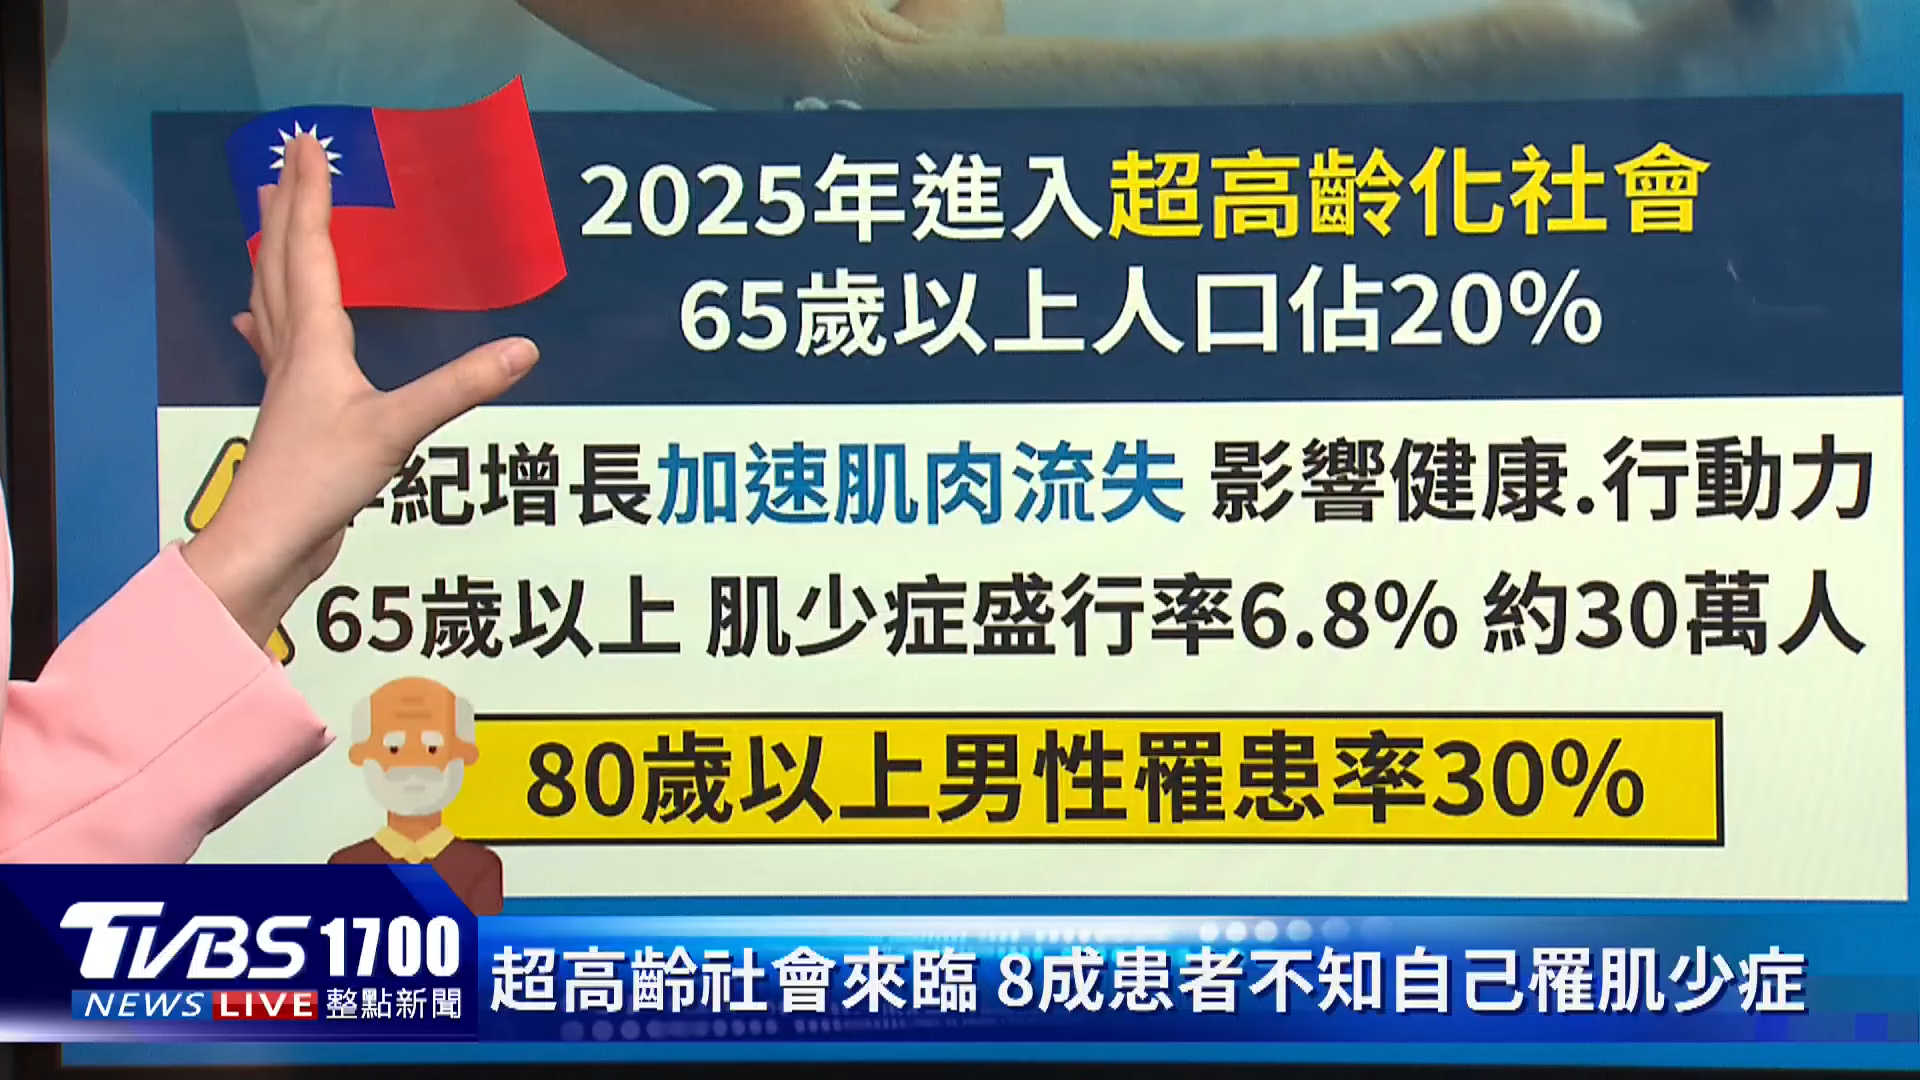 2025年進入超高齡化社會
65歲以上人口佔20%
紀增長加速肌肉流失 影響健康.行動力
65歲以上 肌少症盛行率6.8% 約30萬人
80歲以上男性罹患率30%
TVBS 1700
NEWS LIVE 整點新聞
超高齡社會來臨 8成患者不知自己罹肌少症